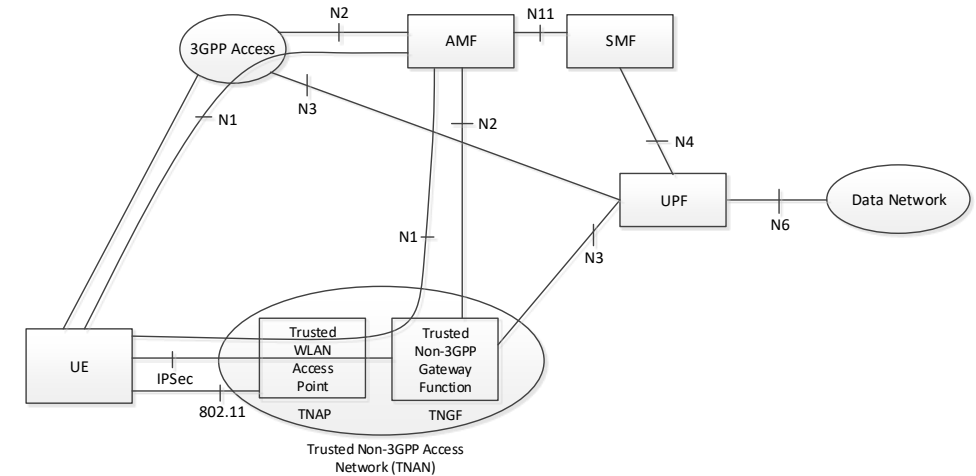 N2
N11
3GPP Access
AMF
SMF
N3
N1
N2
N4
UPF
Data Network
N6
N1
N3
Trusted
WLAN
Access
Point
Trusted
Non-3GPP
Gateway
Function
UE
IPSec
802.11
TNAP
TNGF
Trusted Non-3GPP Access
Network (TNAN)